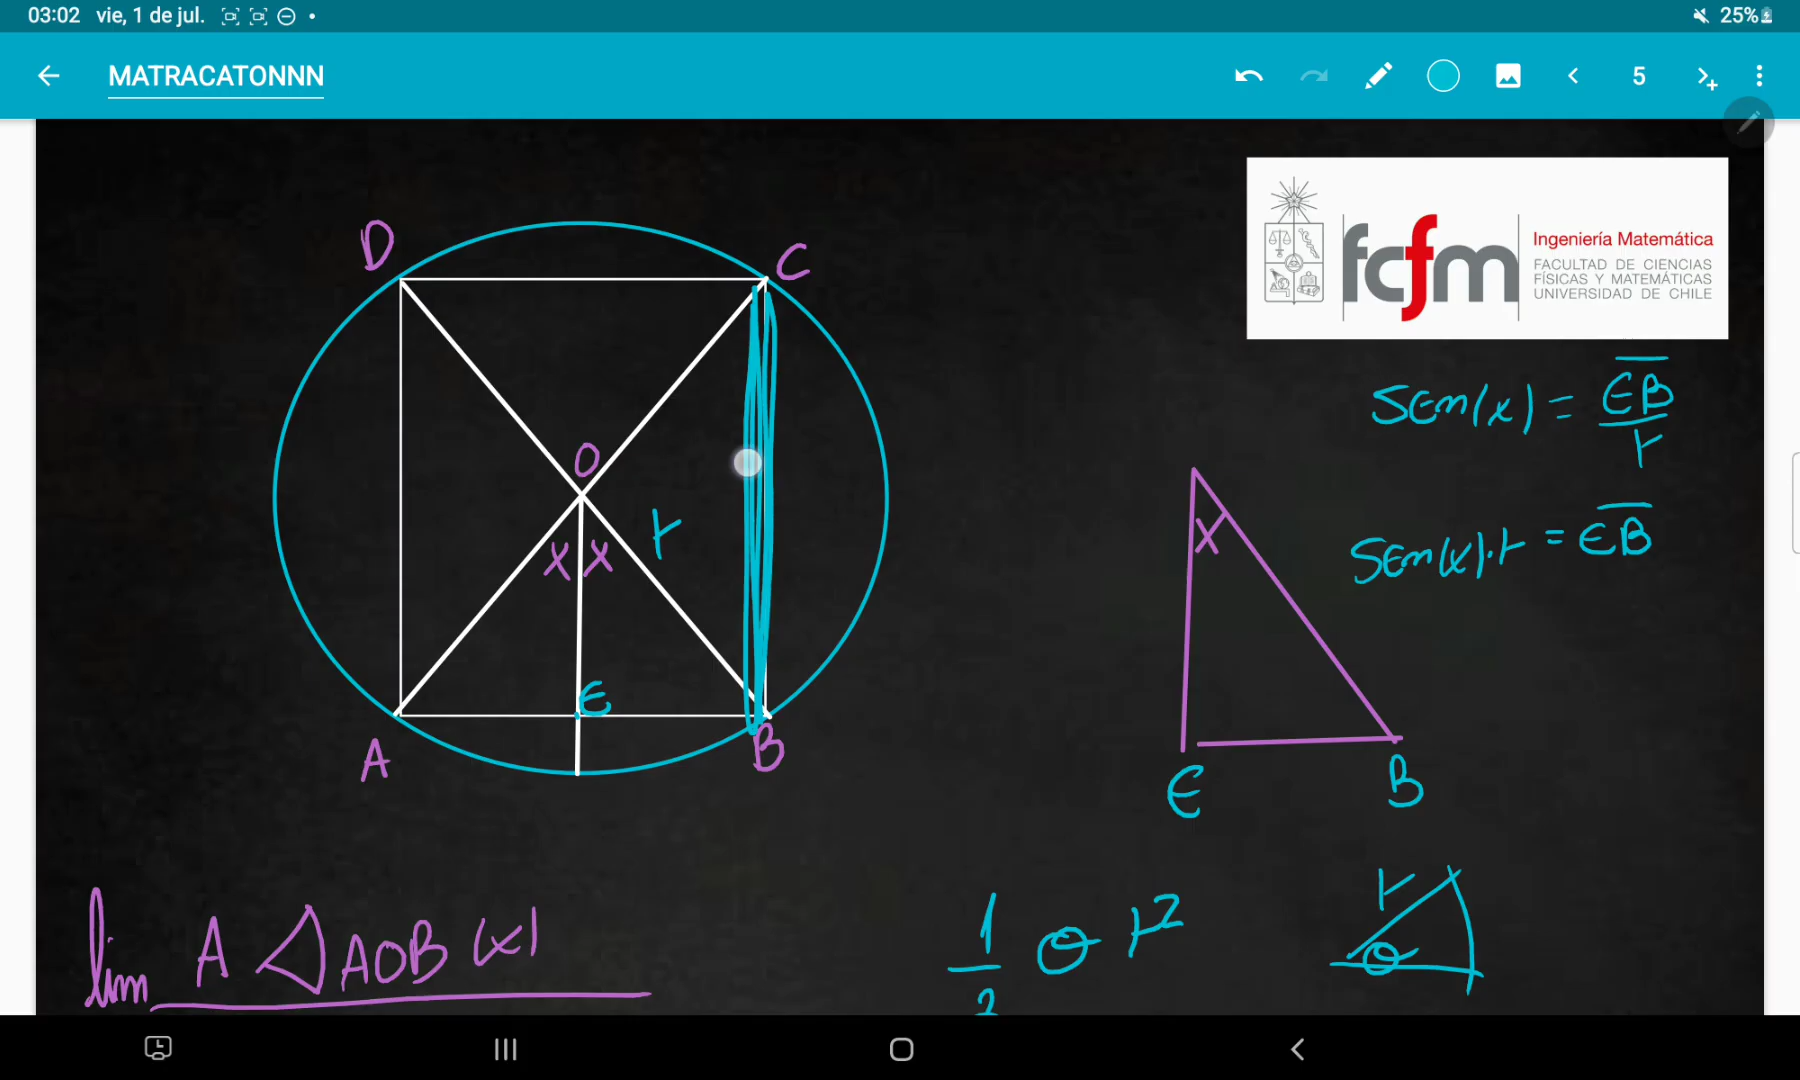 03:02 vie, 1 de jul.
25%
MATRACATONNN
5
D
C
Ingeniería Matemática
fcfm
FACULTAD DE CIENCIAS
FÍSICAS Y MATEMÁTICAS
UNIVERSIDAD DE CHILE
sen(x) = EB/r
O
r
x x
x
sen(x)·r = EB
E
A
B
E
B
lim A △ AOB (x)
1/2 θ r²
r
θ